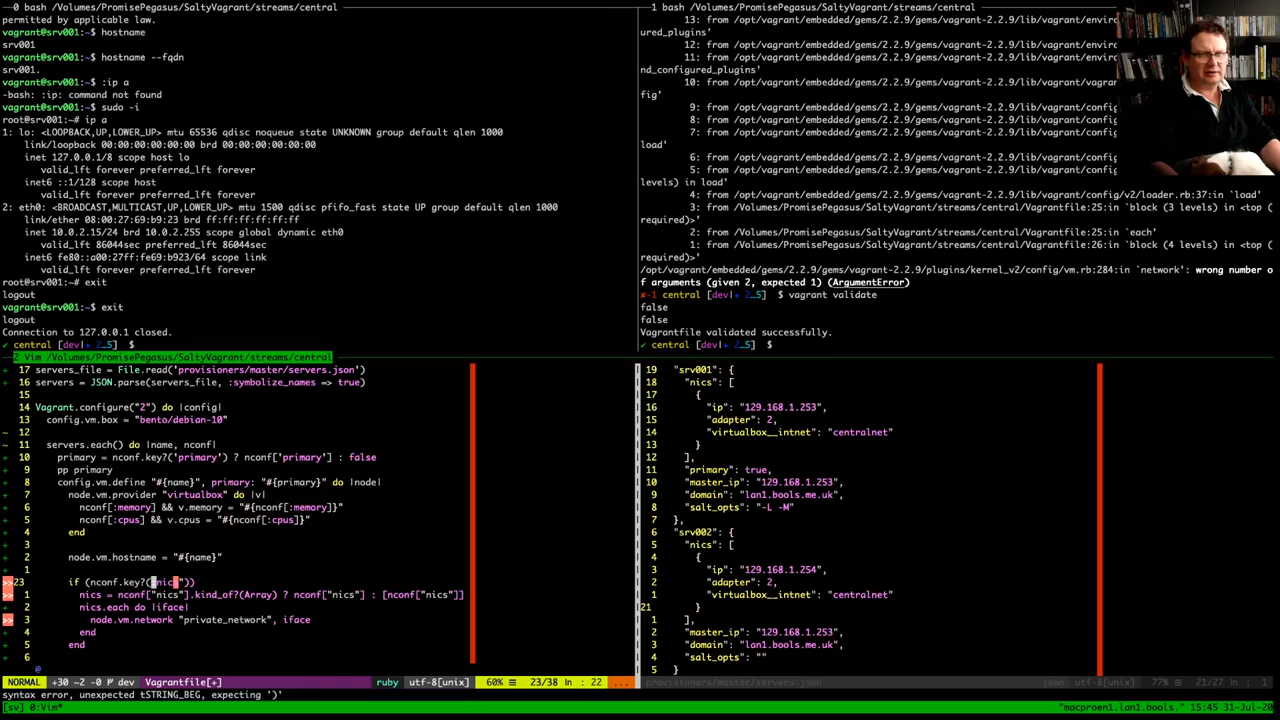 0 bash /Volumes/PromisePegasus/SaltyVagrant/streams/central
permitted by applicable law.
vagrant@srv001:~$ hostname
srv001
vagrant@srv001:~$ hostname --fqdn
srv001.
vagrant@srv001:~$ :ip a
-bash: :ip: command not found
vagrant@srv001:~$ sudo -i
root@srv001:~# ip a
1: lo: <LOOPBACK,UP,LOWER_UP> mtu 65536 qdisc noqueue state UNKNOWN group default qlen 1000
link/loopback 00:00:00:00:00:00 brd 00:00:00:00:00:00
inet 127.0.0.1/8 scope host lo
valid_lft forever preferred_lft forever
inet6 ::1/128 scope host
valid_lft forever preferred_lft forever
2: eth0: <BROADCAST,MULTICAST,UP,LOWER_UP> mtu 1500 qdisc pfifo_fast state UP group default qlen 1000
link/ether 08:00:27:69:b9:23 brd ff:ff:ff:ff:ff:ff
inet 10.0.2.15/24 brd 10.0.2.255 scope global dynamic eth0
valid_lft 86044sec preferred_lft 86044sec
inet6 fe80::a00:27ff:fe69:b923/64 scope link
valid_lft forever preferred_lft forever
root@srv001:~# exit
logout
vagrant@srv001:~$ exit
logout
Connection to 127.0.0.1 closed.
✔ central [dev|+ 2…5] $
1 bash /Volumes/PromisePegasus/SaltyVagrant/streams/central
13: from /opt/vagrant/embedded/gems/2.2.9/gems/vagrant-2.2.9/lib/vagrant/enviro
ured_plugins'
12: from /opt/vagrant/embedded/gems/2.2.9/gems/vagrant-2.2.9/lib/vagrant/enviro
11: from /opt/vagrant/embedded/gems/2.2.9/gems/vagrant-2.2.9/lib/vagrant/enviro
nd_configured_plugins'
10: from /opt/vagrant/embedded/gems/2.2.9/gems/vagrant-2.2.9/lib/vagrant/vagran
fig'
9: from /opt/vagrant/embedded/gems/2.2.9/gems/vagrant-2.2.9/lib/vagrant/config
8: from /opt/vagrant/embedded/gems/2.2.9/gems/vagrant-2.2.9/lib/vagrant/config
7: from /opt/vagrant/embedded/gems/2.2.9/gems/vagrant-2.2.9/lib/vagrant/config
load'
6: from /opt/vagrant/embedded/gems/2.2.9/gems/vagrant-2.2.9/lib/vagrant/config
5: from /opt/vagrant/embedded/gems/2.2.9/gems/vagrant-2.2.9/lib/vagrant/config
levels) in load'
4: from /opt/vagrant/embedded/gems/2.2.9/gems/vagrant-2.2.9/lib/vagrant/config/v2/loader.rb:37:in `load'
3: from /Volumes/PromisePegasus/SaltyVagrant/streams/central/Vagrantfile:25:in `block (3 levels) in <top (
required)>'
2: from /Volumes/PromisePegasus/SaltyVagrant/streams/central/Vagrantfile:25:in `each'
1: from /Volumes/PromisePegasus/SaltyVagrant/streams/central/Vagrantfile:26:in `block (4 levels) in <top (
required)>'
/opt/vagrant/embedded/gems/2.2.9/gems/vagrant-2.2.9/plugins/kernel_v2/config/vm.rb:284:in `network': wrong number o
f arguments (given 2, expected 1) (ArgumentError)
✘-1 central [dev|+ 2…5] $ vagrant validate
false
false
Vagrantfile validated successfully.
✔ central [dev|+ 2…5] $
2 Vim /Volumes/PromisePegasus/SaltyVagrant/streams/central
+ 17 servers_file = File.read('provisioners/master/servers.json')
+ 16 servers = JSON.parse(servers_file, :symbolize_names => true)
15
14 Vagrant.configure("2") do |config|
13 config.vm.box = "bento/debian-10"
~ 12
~ 11 servers.each() do |name, nconf|
+ 10 primary = nconf.key?('primary') ? nconf['primary'] : false
+ 9 pp primary
+ 8 config.vm.define "#{name}", primary: "#{primary}" do |node|
+ 7 node.vm.provider "virtualbox" do |v|
+ 6 nconf[:memory] && v.memory = "#{nconf[:memory]}"
+ 5 nconf[:cpus] && v.cpus = "#{nconf[:cpus]}"
+ 4 end
+ 3
+ 2 node.vm.hostname = "#{name}"
+ 1
>>23 if (nconf.key?( nics"))
>> 1 nics = nconf["nics"].kind_of?(Array) ? nconf["nics"] : [nconf["nics"]]
+ 2 nics.each do |iface|
>> 3 node.vm.network "private_network", iface
+ 4 end
+ 5 end
+ 6
@
NORMAL +30 ~2 -0 dev Vagrantfile[+] ruby utf-8[unix] 60% ☰ 23/38 ln : 22 ...
syntax error, unexpected tSTRING_BEG, expecting ')'
19 "srv001": {
18 "nics": [
17 {
16 "ip": "129.168.1.253",
15 "adapter": 2,
14 "virtualbox__intnet": "centralnet"
13 }
12 ],
11 "primary": true,
10 "master_ip": "129.168.1.253",
9 "domain": "lan1.bools.me.uk",
8 "salt_opts": "-L -M"
7 },
6 "srv002": {
5 "nics": [
4 {
3 "ip": "129.168.1.254",
2 "adapter": 2,
1 "virtualbox__intnet": "centralnet"
21 }
1 ],
2 "master_ip": "129.168.1.253",
3 "domain": "lan1.bools.me.uk",
4 "salt_opts": ""
5 }
provisioners/master/servers.json json utf-8[unix] 77% ☰ 21/27 ln : 1
[sv] 0:Vim* "macproen1.lan1.bools." 15:45 31-Jul-20